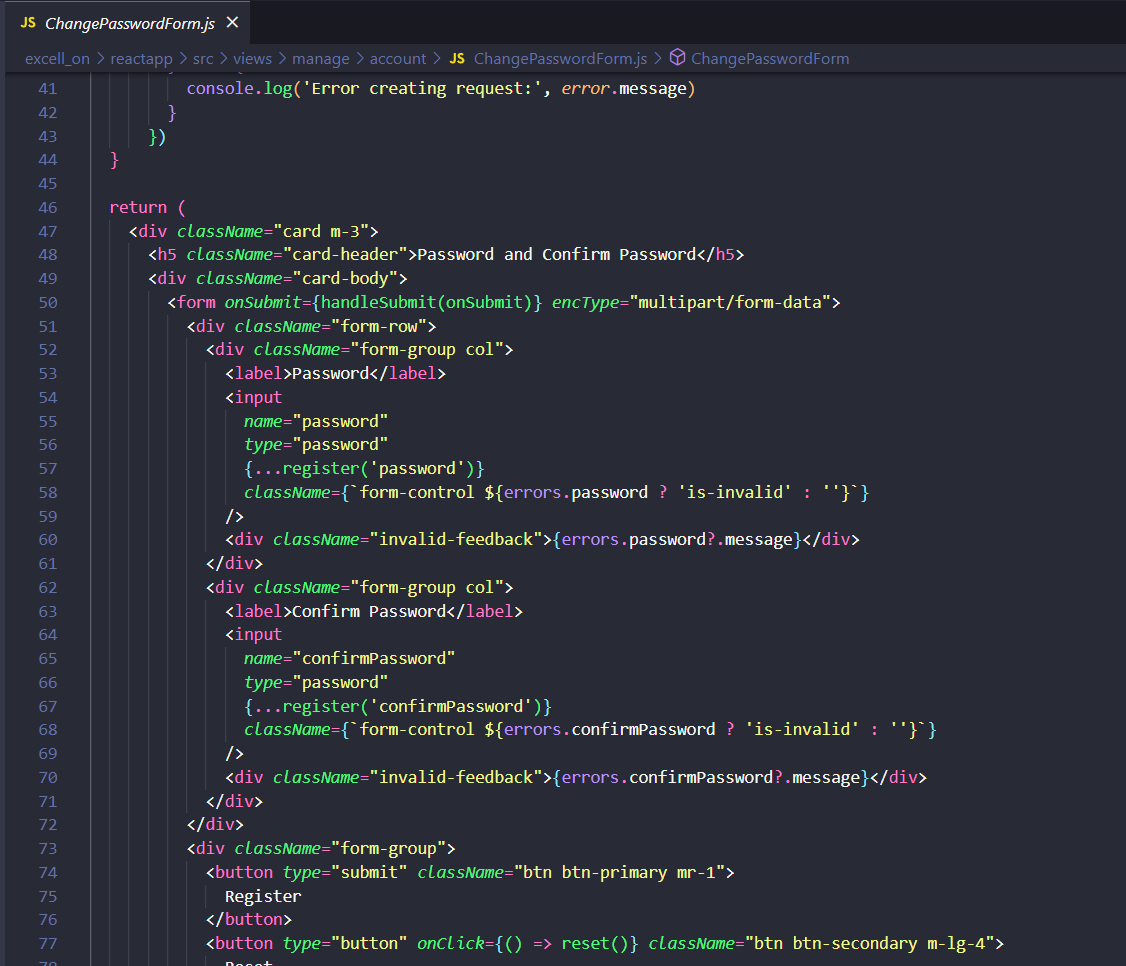 JS ChangePasswordForm.js ×
excell_on > reactapp > src > views > manage > account > JS ChangePasswordForm.js > ChangePasswordForm
41 console.log('Error creating request:', error.message)
42 }
43 })
44 }
45
46 return (
47 <div className="card m-3">
48 <h5 className="card-header">Password and Confirm Password</h5>
49 <div className="card-body">
50 <form onSubmit={handleSubmit(onSubmit)} encType="multipart/form-data">
51 <div className="form-row">
52 <div className="form-group col">
53 <label>Password</label>
54 <input
55 name="password"
56 type="password"
57 {...register('password')}
58 className={`form-control ${errors.password ? 'is-invalid' : ''}`}
59 />
60 <div className="invalid-feedback">{errors.password?.message}</div>
61 </div>
62 <div className="form-group col">
63 <label>Confirm Password</label>
64 <input
65 name="confirmPassword"
66 type="password"
67 {...register('confirmPassword')}
68 className={`form-control ${errors.confirmPassword ? 'is-invalid' : ''}`}
69 />
70 <div className="invalid-feedback">{errors.confirmPassword?.message}</div>
71 </div>
72 </div>
73 <div className="form-group">
74 <button type="submit" className="btn btn-primary mr-1">
75 Register
76 </button>
77 <button type="button" onClick={() => reset()} className="btn btn-secondary m-lg-4">
78 Reset